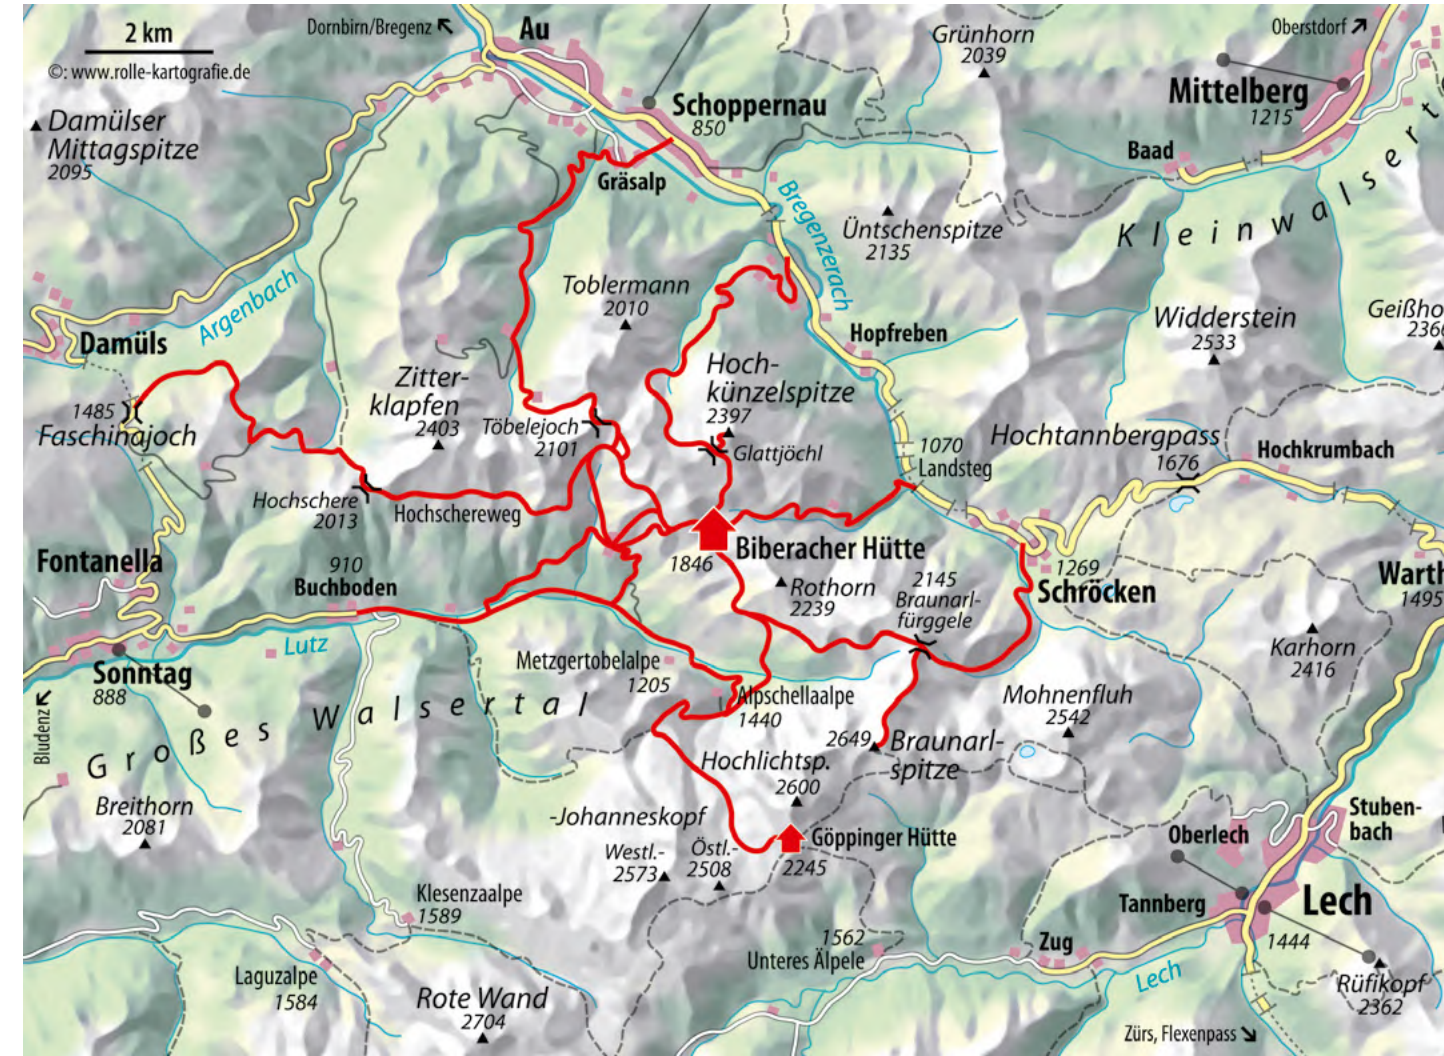 2 km
©: www.rolle-kartografie.de
Dornbirn/Bregenz
Au
Grünhorn
2039
Oberstdorf
Mittelberg
1215
Schoppernau
850
Damülser
Mittagspitze
2095
Baad
Gräsalp
Bregenzerach
Üntschenspitze
2135
Kleinwalsert
Argenbach
Toblermann
2010
Hopfreben
Widderstein
2533
Geißho
2366
Damüls
Zitter-
klapfen
2403
Hoch-
künzelspitze
2397
1485
Faschinajoch
Töbelejoch
2101
Glattjöchl
1070
Landsteg
Hochtannbergpass
1676
Hochkrumbach
Hochschere
2013
Hochschereweg
Fontanella
910
Buchboden
1846
Biberacher Hütte
Rothorn
2239
2145
Braunarl-
fürggele
1269
Schröcken
Warth
1495
Lutz
Sonntag
888
Metzgertobelalpe
1205
Karhorn
2416
Bludenz
Großes Walsertal
Alpschellaalpe
1440
Mohnenfluh
2542
2649
Braunarl-
spitze
Hochlichtsp.
2600
Breithorn
2081
-Johanneskopf
Westl.-
2573
Östl.-
2508
Göppinger Hütte
2245
Stuben-
bach
Oberlech
Klesenzaalpe
1589
Tannberg
Lech
1444
1562
Unteres Älpele
Zug
Laguzalpe
1584
Rote Wand
2704
Lech
Rüfikopf
2362
Zürs, Flexenpass